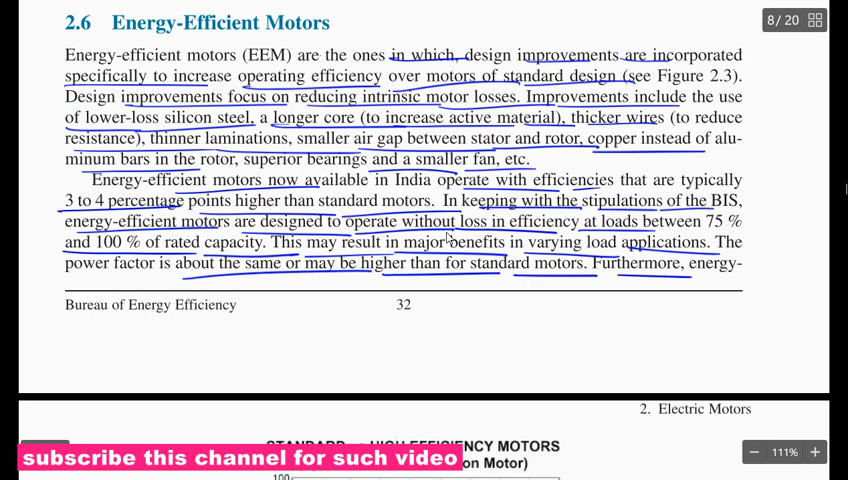 8 / 20
2.6 Energy-Efficient Motors
Energy-efficient motors (EEM) are the ones in which, design improvements are incorporated
specifically to increase operating efficiency over motors of standard design (see Figure 2.3).
Design improvements focus on reducing intrinsic motor losses. Improvements include the use
of lower-loss silicon steel, a longer core (to increase active material), thicker wires (to reduce
resistance), thinner laminations, smaller air gap between stator and rotor, copper instead of alu-
minum bars in the rotor, superior bearings and a smaller fan, etc.
Energy-efficient motors now available in India operate with efficiencies that are typically
3 to 4 percentage points higher than standard motors. In keeping with the stipulations of the BIS,
energy-efficient motors are designed to operate without loss in efficiency at loads between 75 %
and 100 % of rated capacity. This may result in major benefits in varying load applications. The
power factor is about the same or may be higher than for standard motors. Furthermore, energy-
Bureau of Energy Efficiency 32
2. Electric Motors
HIGH EFFICIENCY MOTORS
subscribe this channel for such video
on Motor)
111%
100